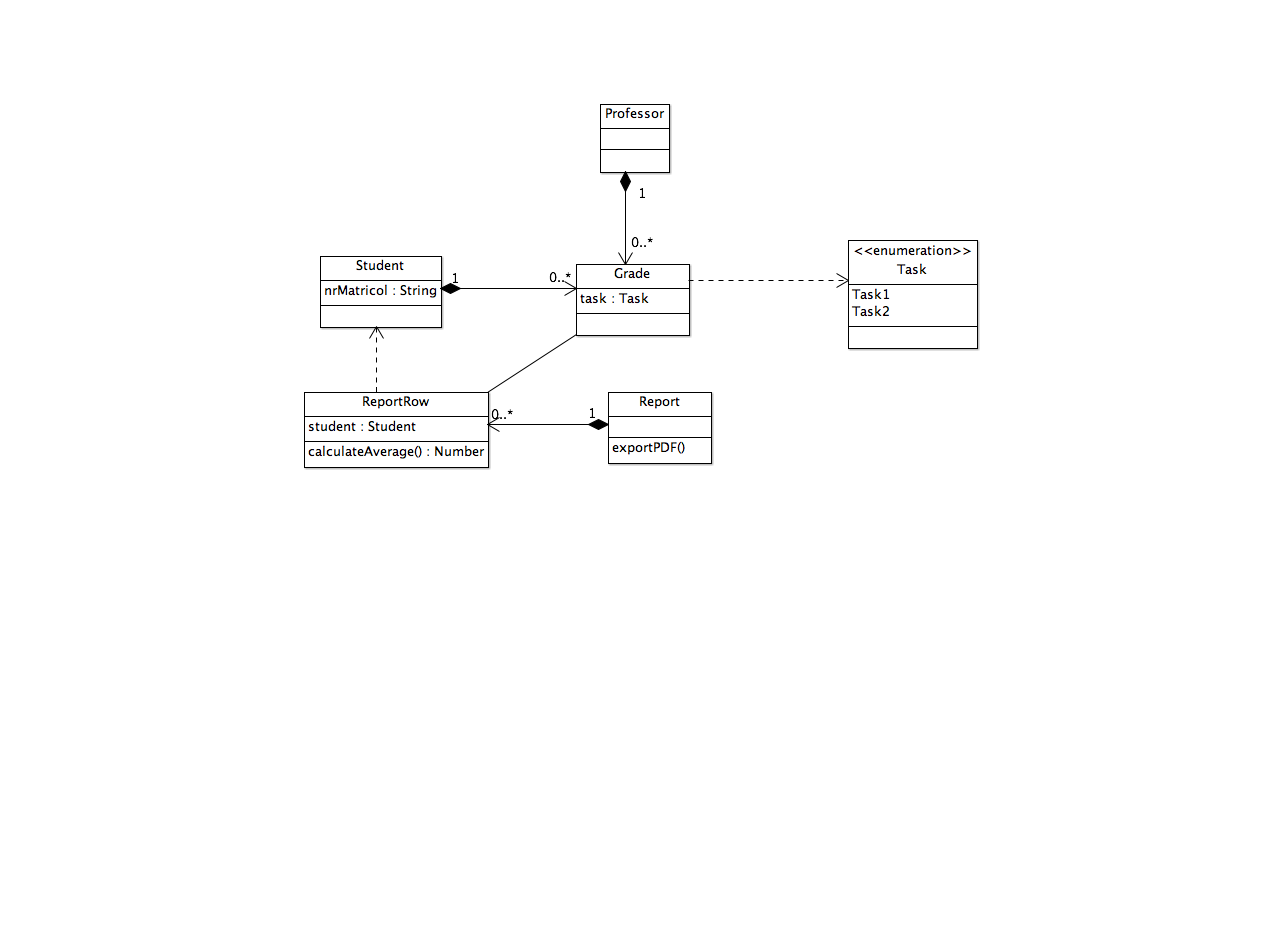 Professor
1
0..*
Student
nrMatricol : String
1
0..*
Grade
task : Task
<<enumeration>>
Task
Task1
Task2
ReportRow
student : Student
calculateAverage() : Number
0..*
1
Report
exportPDF()